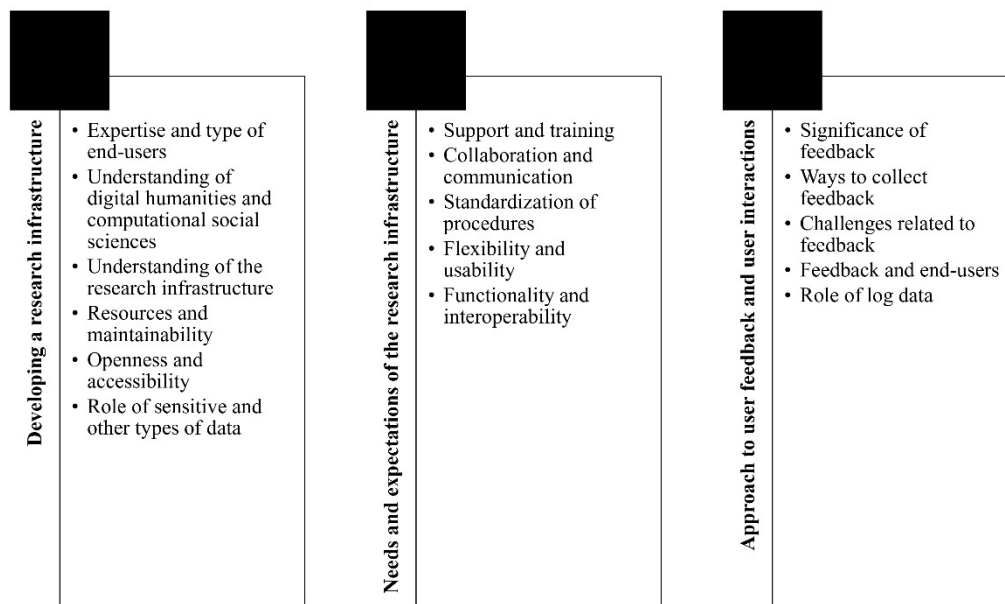 Developing a research infrastructure
• Expertise and type of
end-users
• Understanding of
digital humanities and
computational social
sciences
• Understanding of the
research infrastructure
• Resources and
maintainability
• Openness and
accessibility
• Role of sensitive and
other types of data
Needs and expectations of the research infrastructure
• Support and training
• Collaboration and
communication
• Standardization of
procedures
• Flexibility and
usability
• Functionality and
interoperability
Approach to user feedback and user interactions
• Significance of
feedback
• Ways to collect
feedback
• Challenges related to
feedback
• Feedback and end-users
• Role of log data